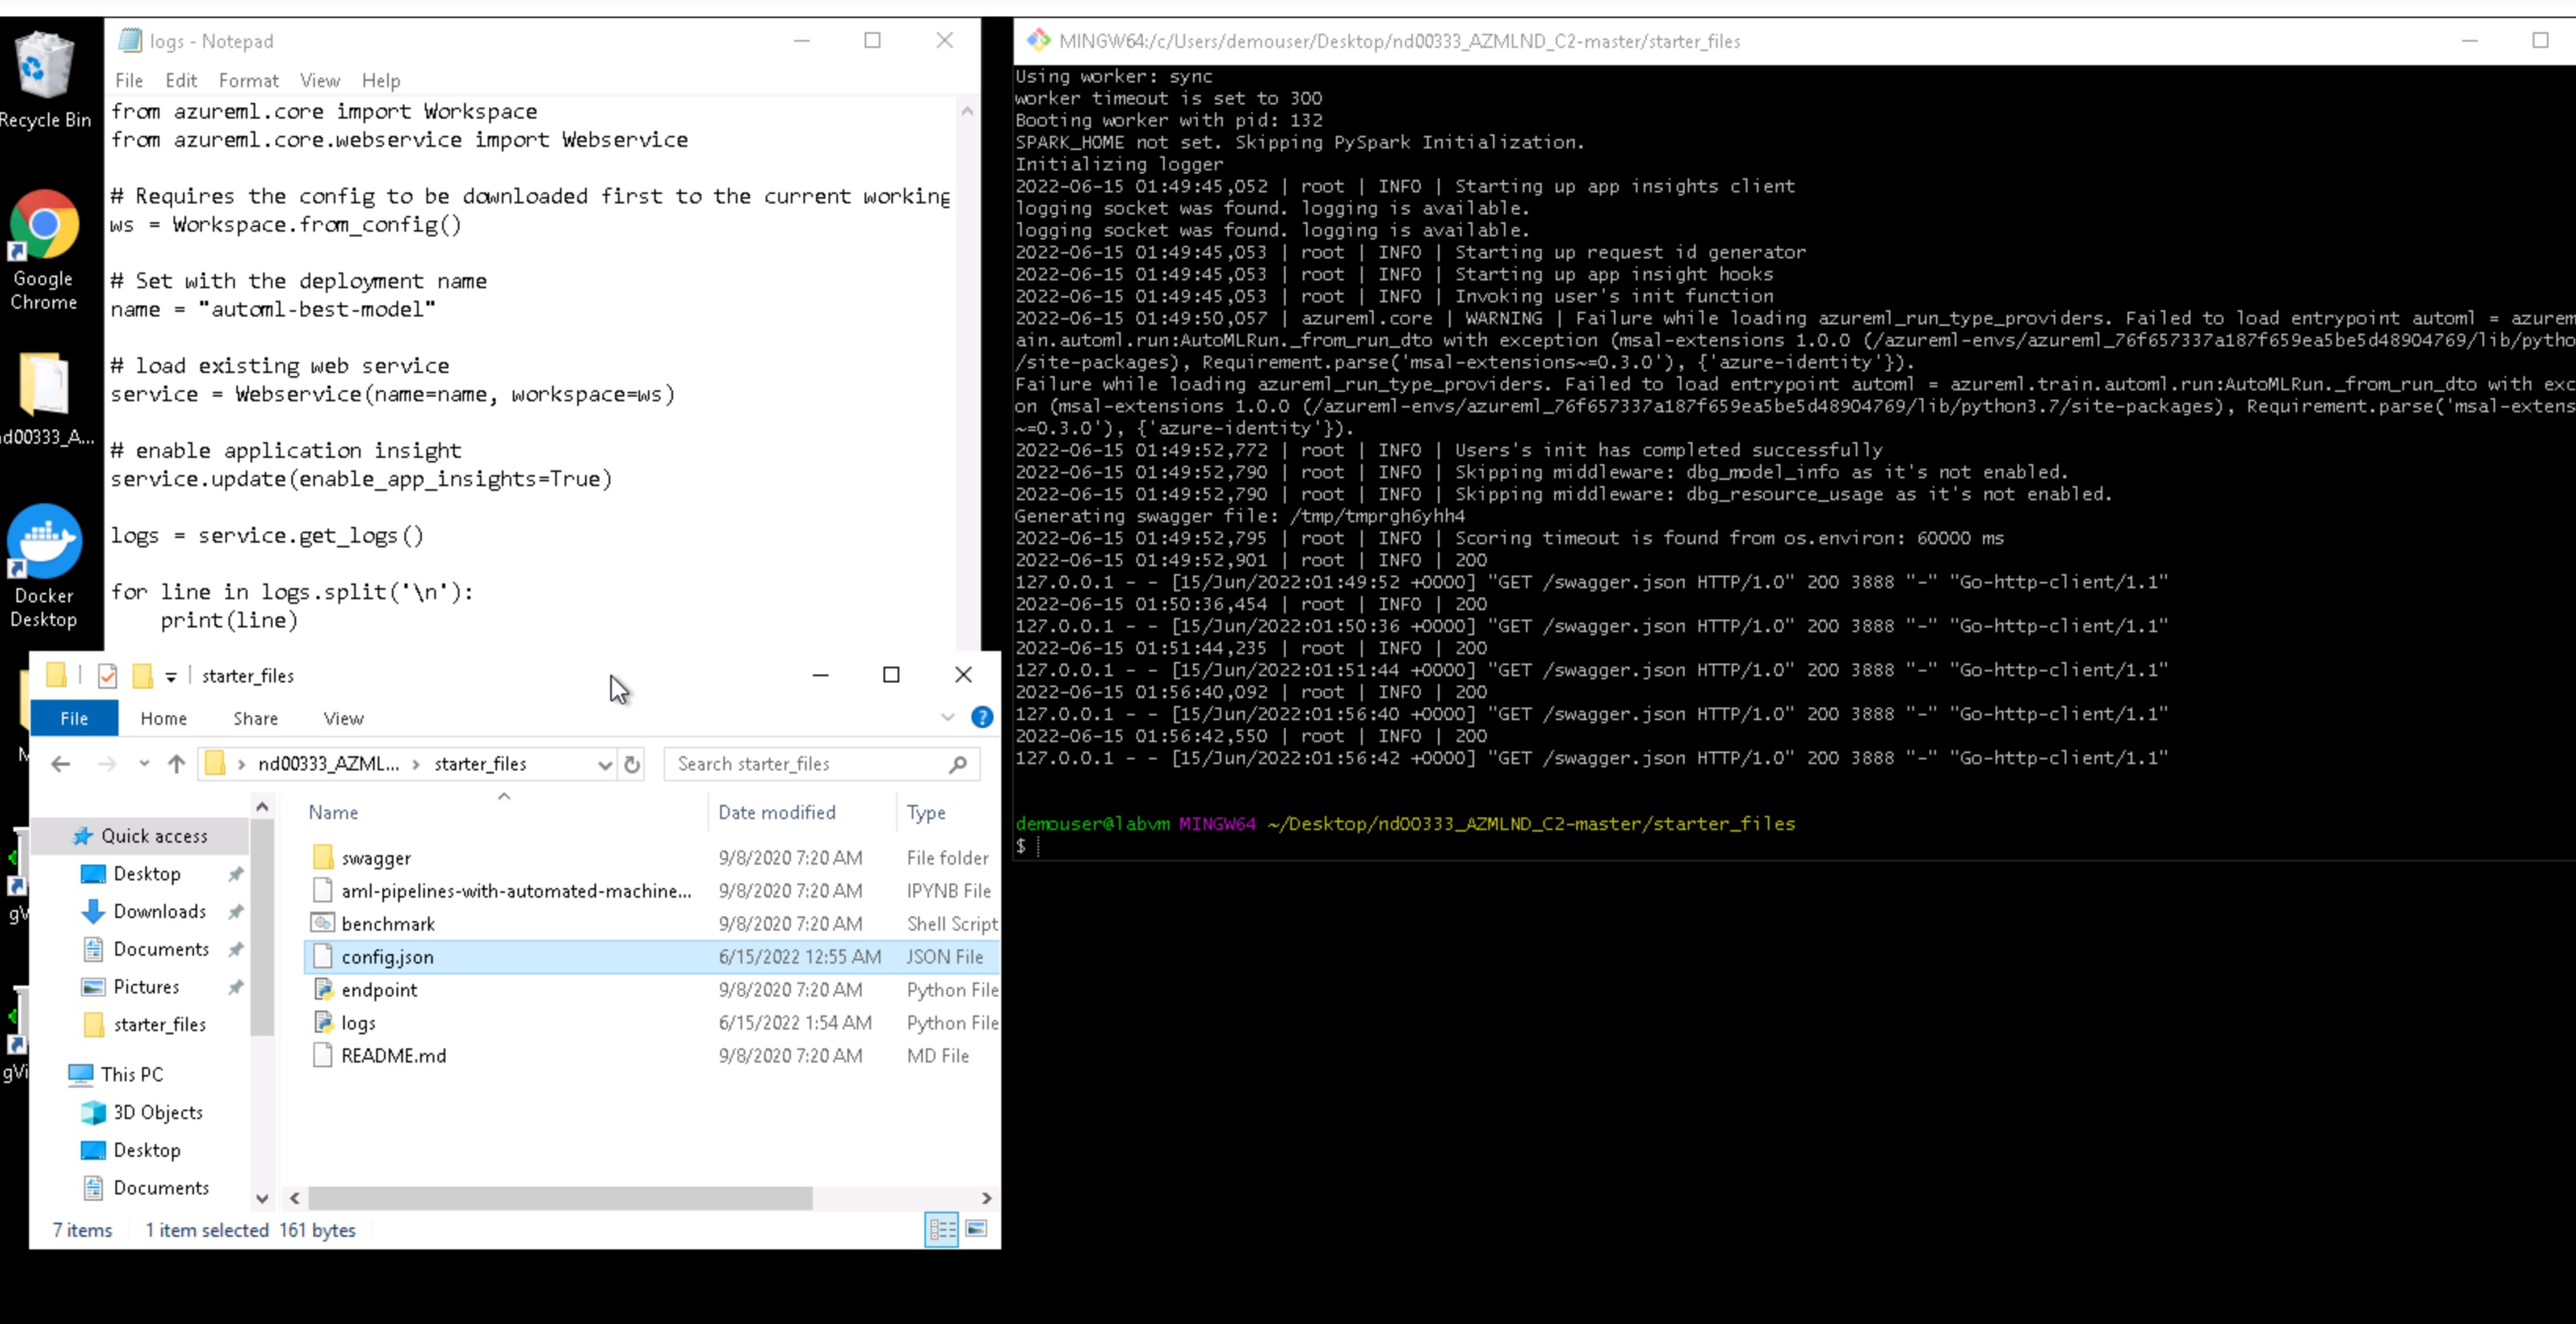 Recycle Bin
Google
Chrome
d00333_A...
Docker
Desktop
logs - Notepad
File Edit Format View Help
from azureml.core import Workspace
from azureml.core.webservice import Webservice
# Requires the config to be downloaded first to the current working
ws = Workspace.from_config()
# Set with the deployment name
name = "automl-best-model"
# load existing web service
service = Webservice(name=name, workspace=ws)
# enable application insight
service.update(enable_app_insights=True)
logs = service.get_logs()
for line in logs.split('\n'):
    print(line)
starter_files
File Home Share View
nd00333_AZML... › starter_files
Search starter_files
Name Date modified Type
Quick access
Desktop
Downloads
Documents
Pictures
starter_files
This PC
3D Objects
Desktop
Documents
swagger 9/8/2020 7:20 AM File folder
aml-pipelines-with-automated-machine... 9/8/2020 7:20 AM IPYNB File
benchmark 9/8/2020 7:20 AM Shell Script
config.json 6/15/2022 12:55 AM JSON File
endpoint 9/8/2020 7:20 AM Python File
logs 6/15/2022 1:54 AM Python File
README.md 9/8/2020 7:20 AM MD File
7 items 1 item selected 161 bytes
MINGW64:/c/Users/demouser/Desktop/nd00333_AZMLND_C2-master/starter_files
Using worker: sync
worker timeout is set to 300
Booting worker with pid: 132
SPARK_HOME not set. Skipping PySpark Initialization.
Initializing logger
2022-06-15 01:49:45,052 | root | INFO | Starting up app insights client
logging socket was found. logging is available.
logging socket was found. logging is available.
2022-06-15 01:49:45,053 | root | INFO | Starting up request id generator
2022-06-15 01:49:45,053 | root | INFO | Starting up app insight hooks
2022-06-15 01:49:45,053 | root | INFO | Invoking user's init function
2022-06-15 01:49:50,057 | azureml.core | WARNING | Failure while loading azureml_run_type_providers. Failed to load entrypoint automl = azurem
ain.automl.run:AutoMLRun._from_run_dto with exception (msal-extensions 1.0.0 (/azureml-envs/azureml_76f657337a187f659ea5be5d48904769/lib/pytho
/site-packages), Requirement.parse('msal-extensions~=0.3.0'), {'azure-identity'}).
Failure while loading azureml_run_type_providers. Failed to load entrypoint automl = azureml.train.automl.run:AutoMLRun._from_run_dto with exc
on (msal-extensions 1.0.0 (/azureml-envs/azureml_76f657337a187f659ea5be5d48904769/lib/python3.7/site-packages), Requirement.parse('msal-extens
~=0.3.0'), {'azure-identity'}).
2022-06-15 01:49:52,772 | root | INFO | Users's init has completed successfully
2022-06-15 01:49:52,790 | root | INFO | Skipping middleware: dbg_model_info as it's not enabled.
2022-06-15 01:49:52,790 | root | INFO | Skipping middleware: dbg_resource_usage as it's not enabled.
Generating swagger file: /tmp/tmprgh6yhh4
2022-06-15 01:49:52,795 | root | INFO | Scoring timeout is found from os.environ: 60000 ms
2022-06-15 01:49:52,901 | root | INFO | 200
127.0.0.1 - - [15/Jun/2022:01:49:52 +0000] "GET /swagger.json HTTP/1.0" 200 3888 "-" "Go-http-client/1.1"
2022-06-15 01:50:36,454 | root | INFO | 200
127.0.0.1 - - [15/Jun/2022:01:50:36 +0000] "GET /swagger.json HTTP/1.0" 200 3888 "-" "Go-http-client/1.1"
2022-06-15 01:51:44,235 | root | INFO | 200
127.0.0.1 - - [15/Jun/2022:01:51:44 +0000] "GET /swagger.json HTTP/1.0" 200 3888 "-" "Go-http-client/1.1"
2022-06-15 01:56:40,092 | root | INFO | 200
127.0.0.1 - - [15/Jun/2022:01:56:40 +0000] "GET /swagger.json HTTP/1.0" 200 3888 "-" "Go-http-client/1.1"
2022-06-15 01:56:42,550 | root | INFO | 200
127.0.0.1 - - [15/Jun/2022:01:56:42 +0000] "GET /swagger.json HTTP/1.0" 200 3888 "-" "Go-http-client/1.1"
demouser@labvm MINGW64 ~/Desktop/nd00333_AZMLND_C2-master/starter_files
$